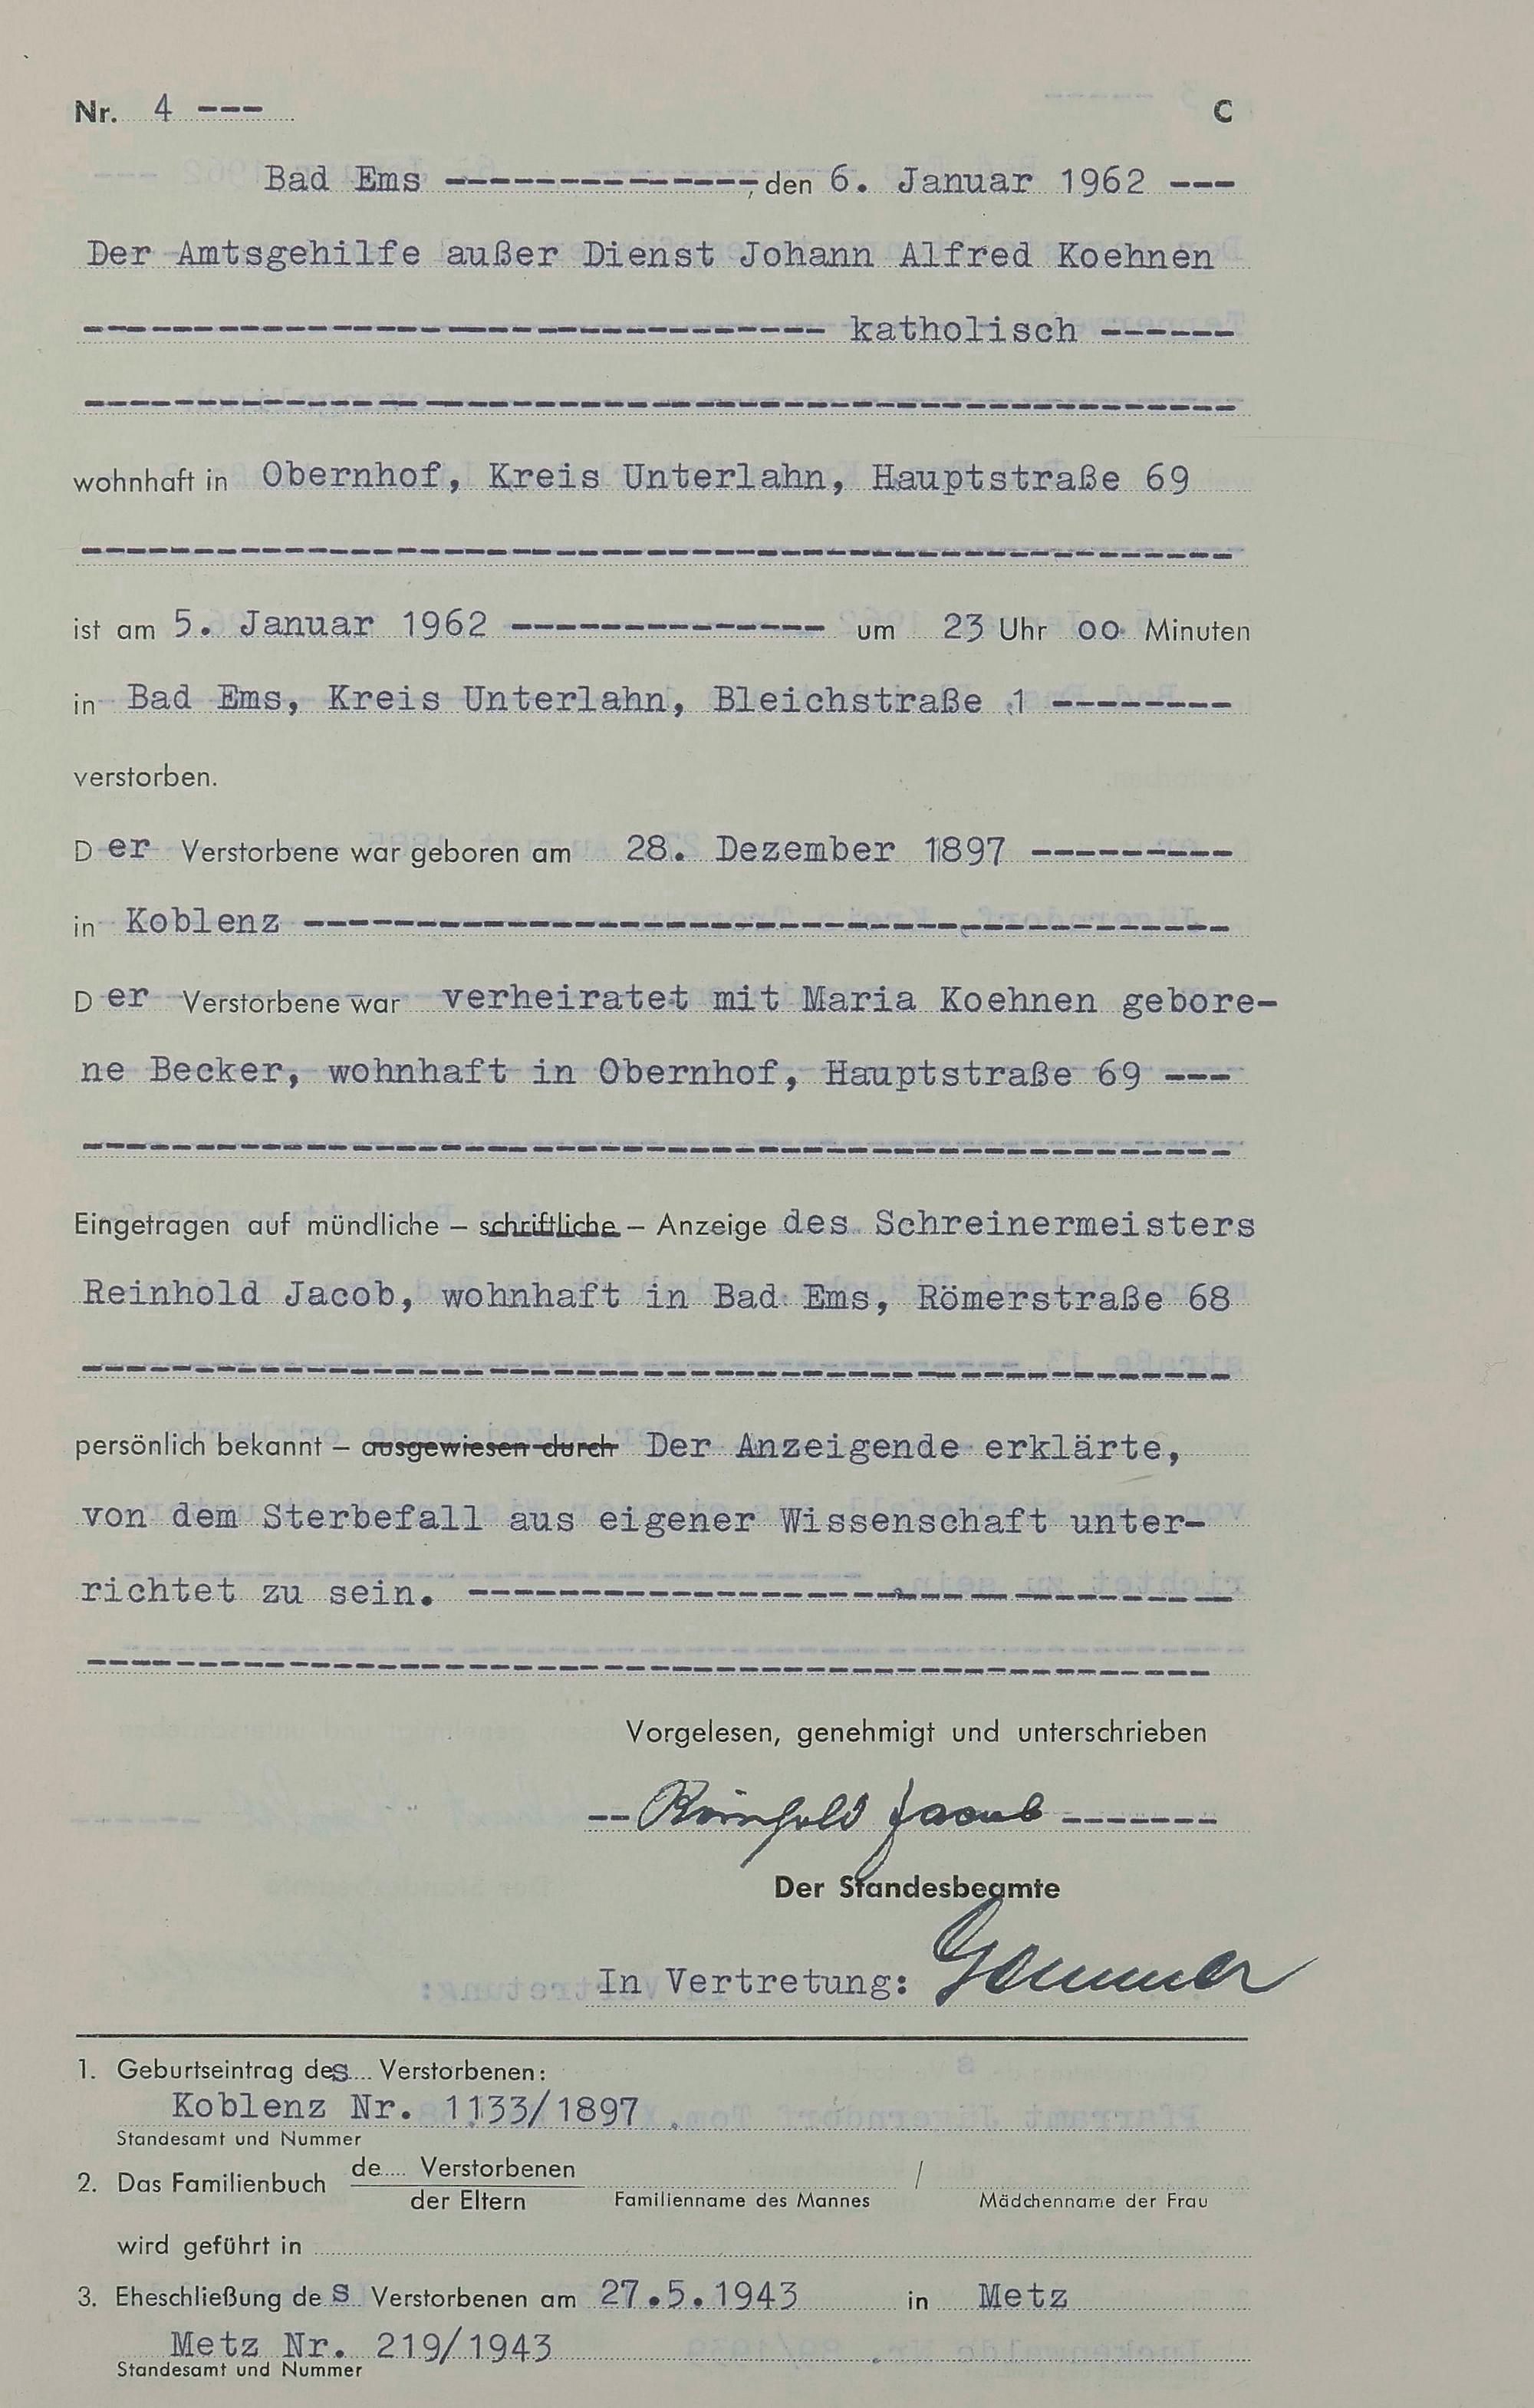 Nr. 4 --- C
Bad Ems --------------, den 6. Januar 1962 ---
Der Amtsgehilfe außer Dienst Johann Alfred Koehnen
--------------------------------- katholisch ------
---------------------------------------------------
wohnhaft in Obernhof, Kreis Unterlahn, Hauptstraße 69
---------------------------------------------------
ist am 5. Januar 1962 -------------- um 23 Uhr 00 Minuten
in Bad Ems, Kreis Unterlahn, Bleichstraße 1 --------
verstorben.
Der Verstorbene war geboren am 28. Dezember 1897 ---------
in Koblenz -----------------------------------------
Der Verstorbene war verheiratet mit Maria Koehnen gebore-
ne Becker, wohnhaft in Obernhof, Hauptstraße 69 ---
---------------------------------------------------
Eingetragen auf mündliche – schriftliche – Anzeige des Schreinermeisters
Reinhold Jacob, wohnhaft in Bad Ems, Römerstraße 68
---------------------------------------------------
persönlich bekannt – ausgewiesen durch Der Anzeigende erklärte,
von dem Sterbefall aus eigener Wissenschaft unter-
richtet zu sein. ----------------------------------
--------------------------------------------------
Vorgelesen, genehmigt und unterschrieben
-- Reinhold Jacob -------
Der Standesbeamte
In Vertretung:
1. Geburtseintrag des Verstorbenen:
Koblenz Nr. 1133/1897
Standesamt und Nummer
2. Das Familienbuch de.... Verstorbenen /
der Eltern Familienname des Mannes Mädchenname der Frau
wird geführt in
3. Eheschließung des Verstorbenen am 27.5.1943 in Metz
Metz Nr. 219/1943
Standesamt und Nummer